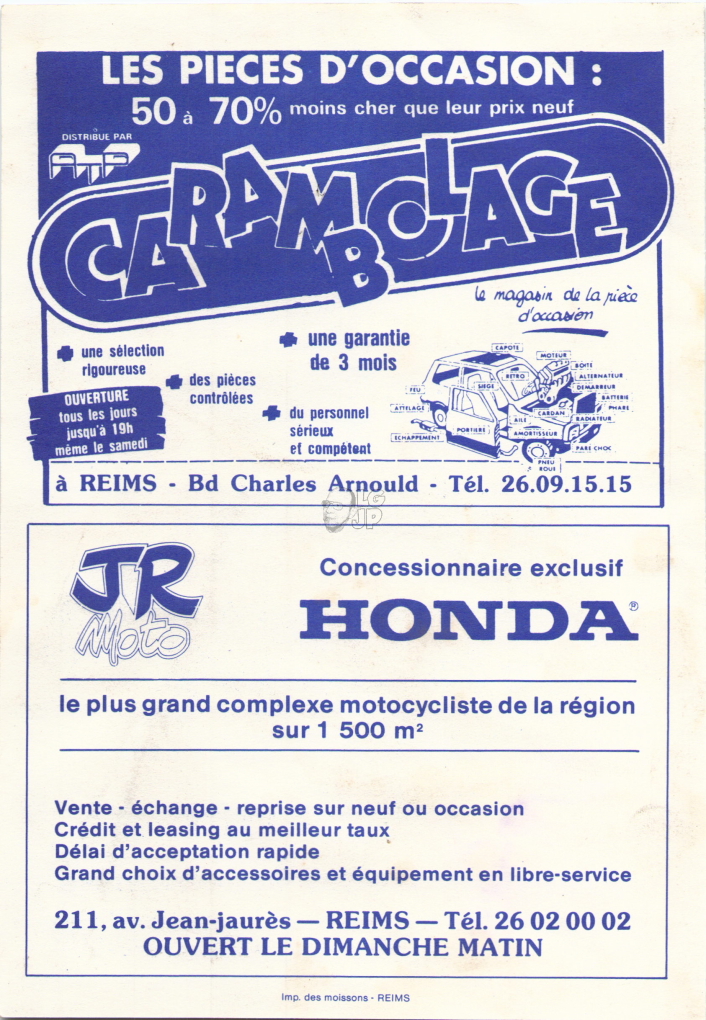 LES PIECES D'OCCASION :
50 à 70% moins cher que leur prix neuf
DISTRIBUÉ PAR
ATP
CARAMBOLAGE
le magasin de la pièce
d'occasion
une sélection
rigoureuse
des pièces
contrôlées
une garantie
de 3 mois
du personnel
sérieux
et compétent
OUVERTURE
tous les jours
jusqu'à 19h
même le samedi
CAPOTE
MOTEUR
BOITE
ALTERNATEUR
DEMARREUR
BATTERIE
PHARE
RADIATEUR
PARE CHOC
RETRO
SIEGE
FEU
ATTELAGE
ECHAPPEMENT
PORTIERE
AILE
CARDAN
AMORTISSEUR
PNEU
ROUE
à REIMS - Bd Charles Arnould - Tél. 26.09.15.15
LG
JP
JR
Moto
Concessionnaire exclusif
HONDA®
le plus grand complexe motocycliste de la région
sur 1 500 m²
Vente - échange - reprise sur neuf ou occasion
Crédit et leasing au meilleur taux
Délai d'acceptation rapide
Grand choix d'accessoires et équipement en libre-service
211, av. Jean-jaurès — REIMS — Tél. 26 02 00 02
OUVERT LE DIMANCHE MATIN
Imp. des moissons - REIMS